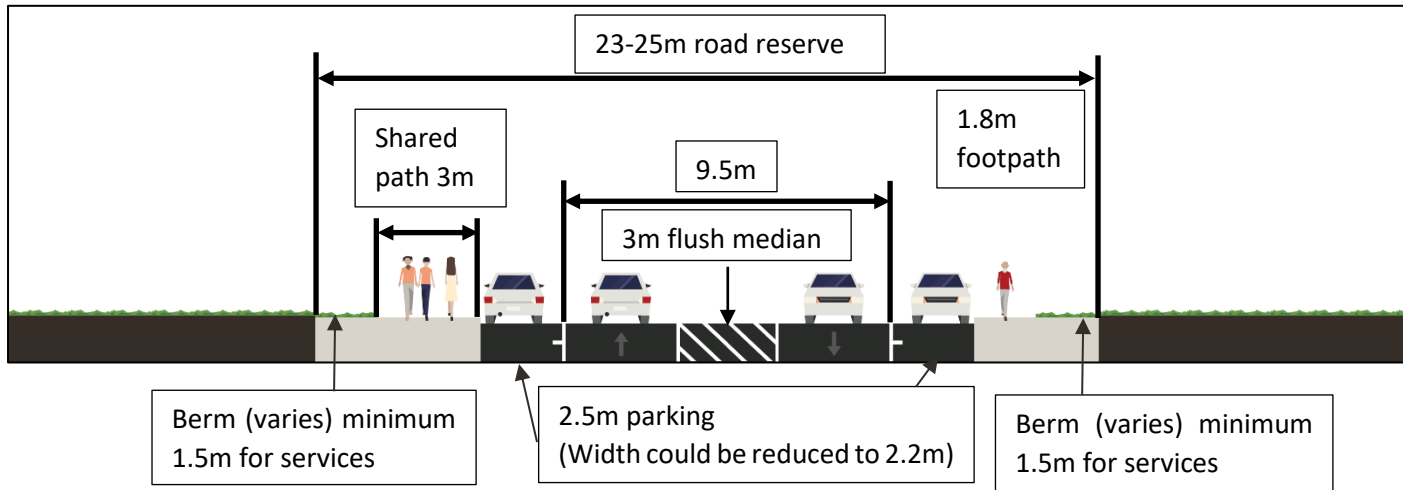 23-25m road reserve
Shared
path 3m
1.8m
footpath
9.5m
3m flush median
Berm (varies) minimum
1.5m for services
2.5m parking
(Width could be reduced to 2.2m)
Berm (varies) minimum
1.5m for services